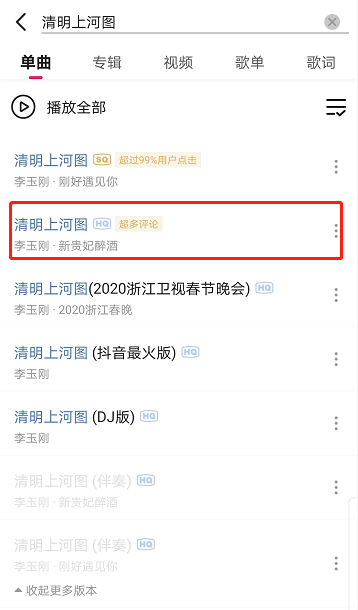 清明上河图
单曲 专辑 视频 歌单 歌词
播放全部
清明上河图 SQ 超过99%用户点击
李玉刚 · 刚好遇见你
清明上河图 HQ 超多评论
李玉刚 · 新贵妃醉酒
清明上河图(2020浙江卫视春节晚会) HQ
李玉刚 · 2020浙江春晚
清明上河图 (抖音最火版) HQ
李玉刚
清明上河图 (DJ版) HQ
李玉刚
清明上河图 (伴奏) HQ
李玉刚 · 新贵妃醉酒
清明上河图 (伴奏) HQ
李玉刚 · 刚好遇见你
收起更多版本